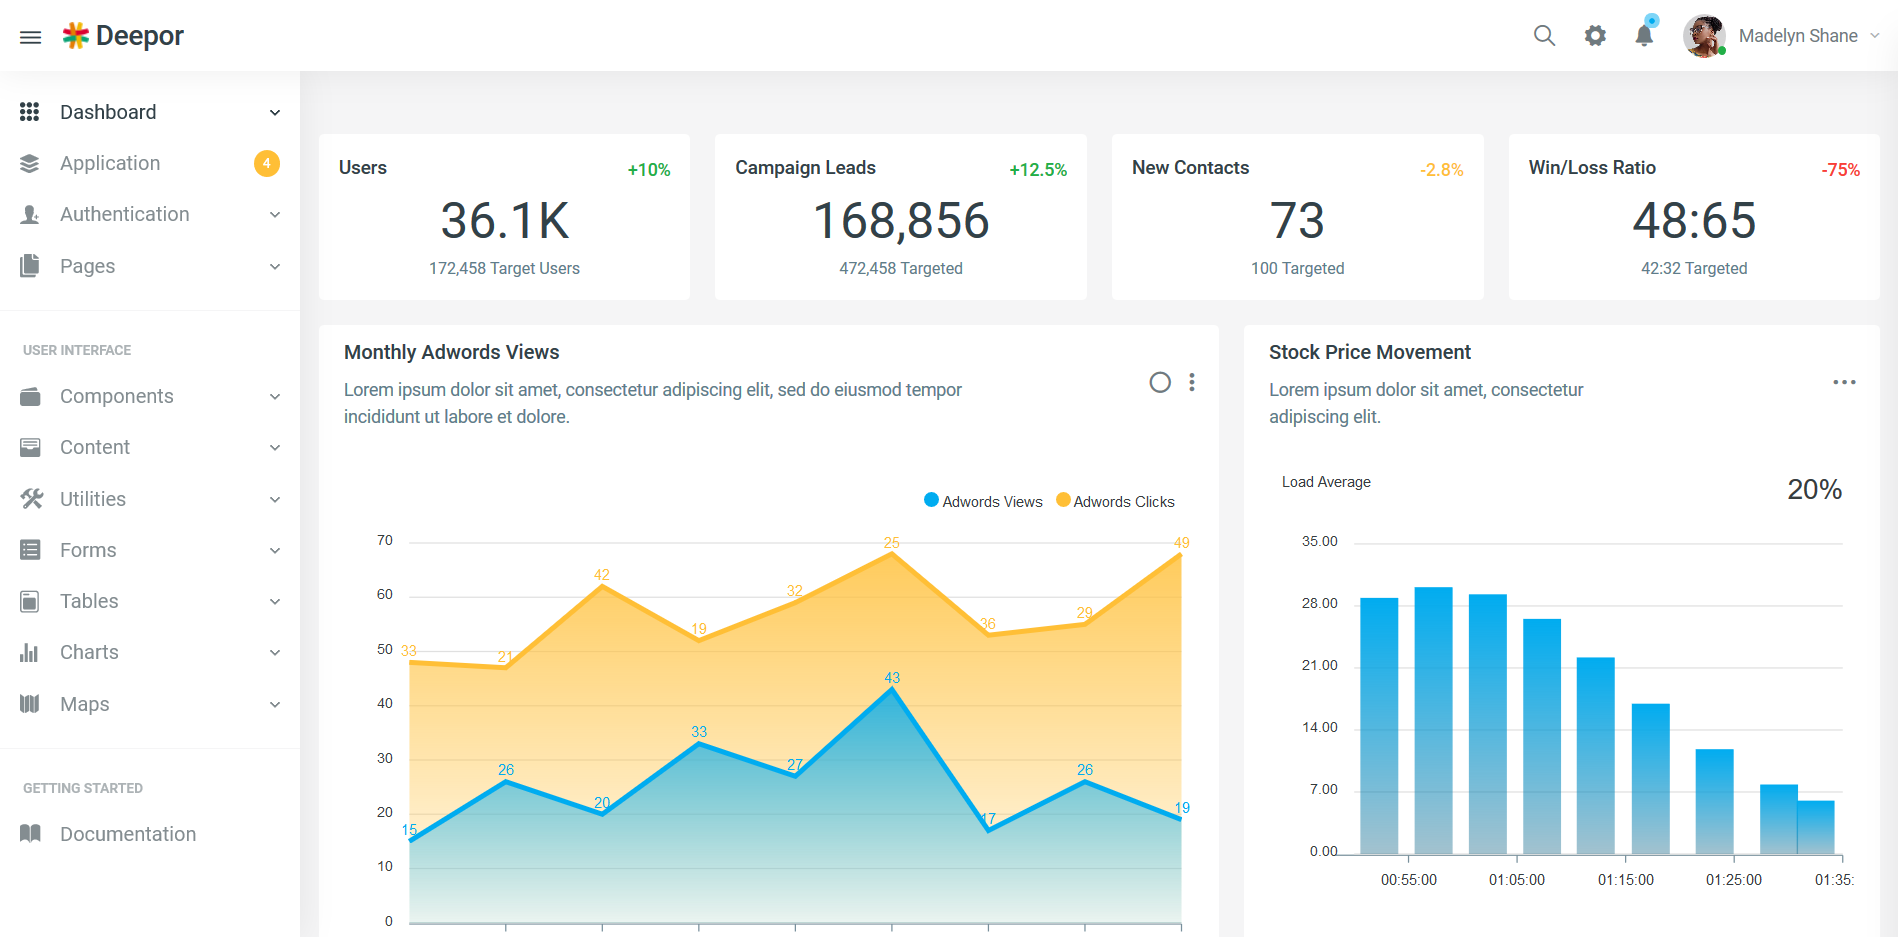 Deepor
Madelyn Shane
Dashboard
Application 4
Authentication
Pages
USER INTERFACE
Components
Content
Utilities
Forms
Tables
Charts
Maps
GETTING STARTED
Documentation
Users +10%
36.1K
172,458 Target Users
Campaign Leads +12.5%
168,856
472,458 Targeted
New Contacts -2.8%
73
100 Targeted
Win/Loss Ratio -75%
48:65
42:32 Targeted
Monthly Adwords Views
Lorem ipsum dolor sit amet, consectetur adipiscing elit, sed do eiusmod tempor
incididunt ut labore et dolore.
Adwords Views Adwords Clicks
70
60
50
40
30
20
10
0
33 21 42 19 32 25 36 29 49
15 26 20 33 27 43 17 26 19
Stock Price Movement
Lorem ipsum dolor sit amet, consectetur
adipiscing elit.
Load Average 20%
35.00
28.00
21.00
14.00
7.00
0.00
00:55:00 01:05:00 01:15:00 01:25:00 01:35: